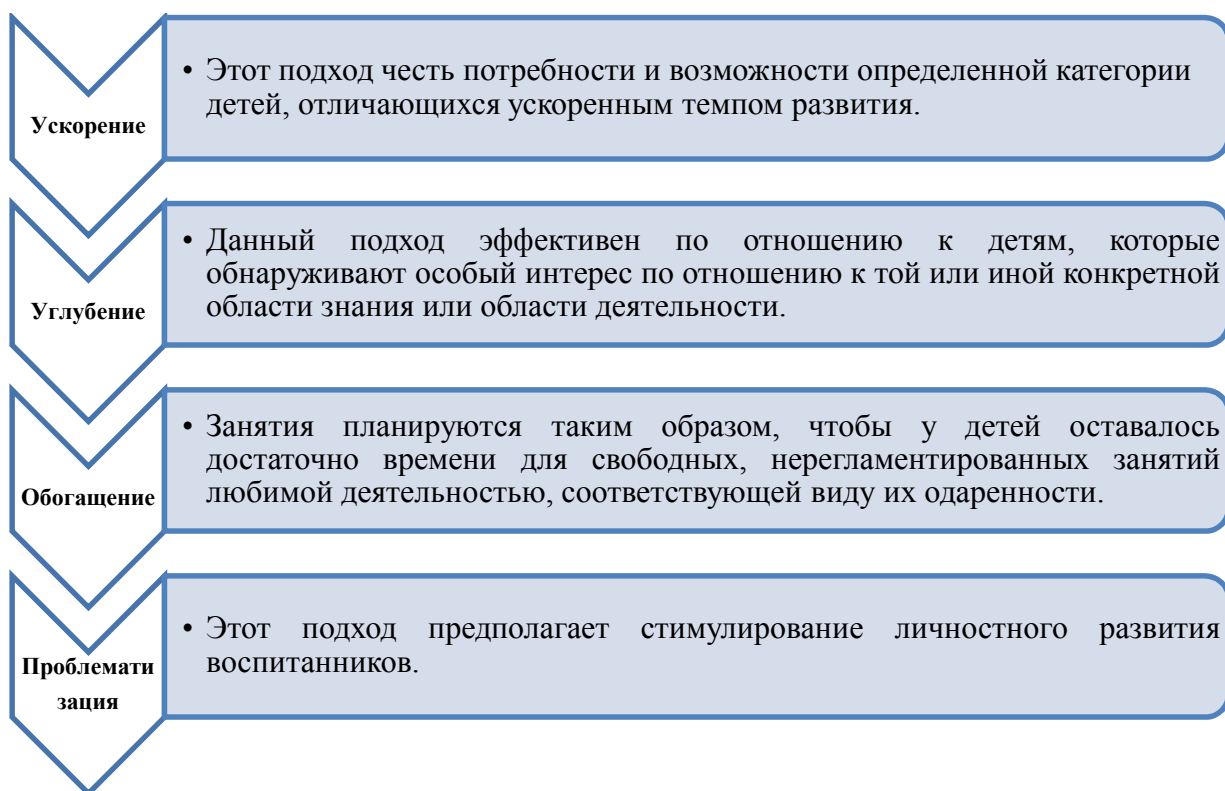 Ускорение
• Этот подход честь потребности и возможности определенной категории
детей, отличающихся ускоренным темпом развития.
Углубение
• Данный подход эффективен по отношению к детям, которые
обнаруживают особый интерес по отношению к той или иной конкретной
области знания или области деятельности.
Обогащение
• Занятия планируются таким образом, чтобы у детей оставалось
достаточно времени для свободных, нерегламентированных занятий
любимой деятельностью, соответствующей виду их одаренности.
Проблемати
зация
• Этот подход предполагает стимулирование личностного развития
воспитанников.